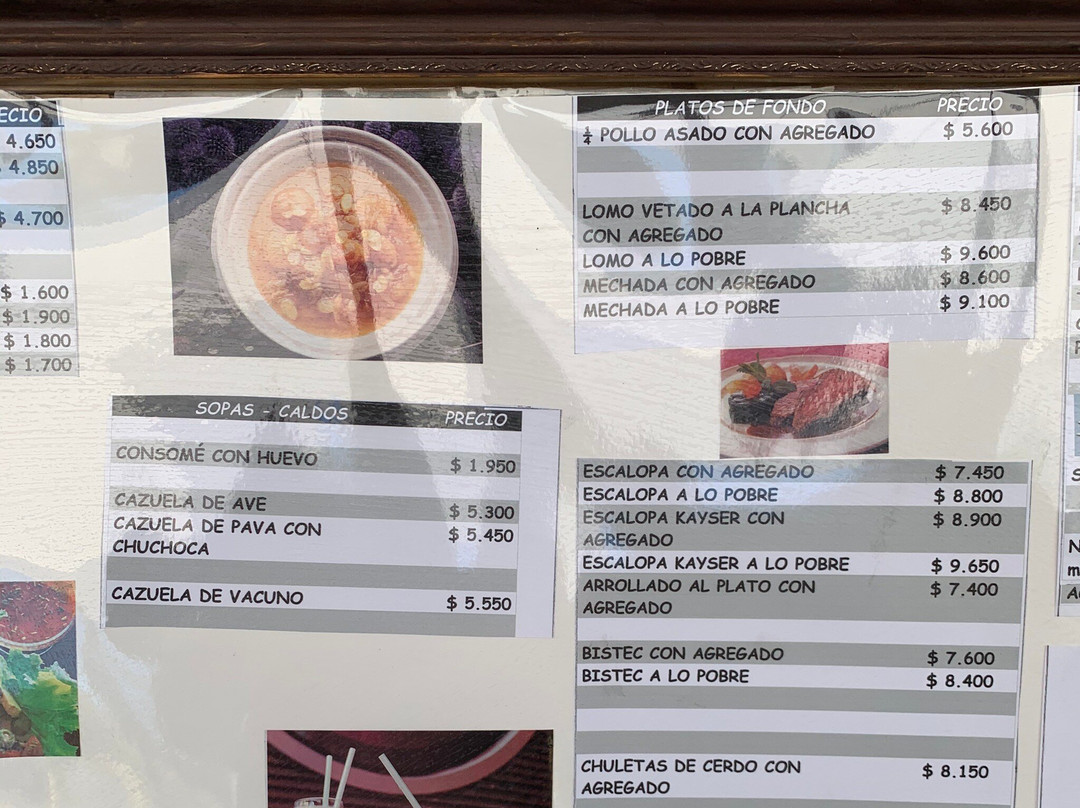 ECIO
4.650
4.850
$ 4.700
$ 1.600
$ 1.900
$ 1.800
$ 1.700
SOPAS - CALDOS PRECIO
CONSOMÉ CON HUEVO $ 1.950
CAZUELA DE AVE $ 5.300
CAZUELA DE PAVA CON $ 5.450
CHUCHOCA
CAZUELA DE VACUNO $ 5.550
PLATOS DE FONDO PRECIO
¼ POLLO ASADO CON AGREGADO $ 5.600
LOMO VETADO A LA PLANCHA $ 8.450
CON AGREGADO
LOMO A LO POBRE $ 9.600
MECHADA CON AGREGADO $ 8.600
MECHADA A LO POBRE $ 9.100
ESCALOPA CON AGREGADO $ 7.450
ESCALOPA A LO POBRE $ 8.800
ESCALOPA KAYSER CON $ 8.900
AGREGADO
ESCALOPA KAYSER A LO POBRE $ 9.650
ARROLLADO AL PLATO CON $ 7.400
AGREGADO
BISTEC CON AGREGADO $ 7.600
BISTEC A LO POBRE $ 8.400
CHULETAS DE CERDO CON $ 8.150
AGREGADO